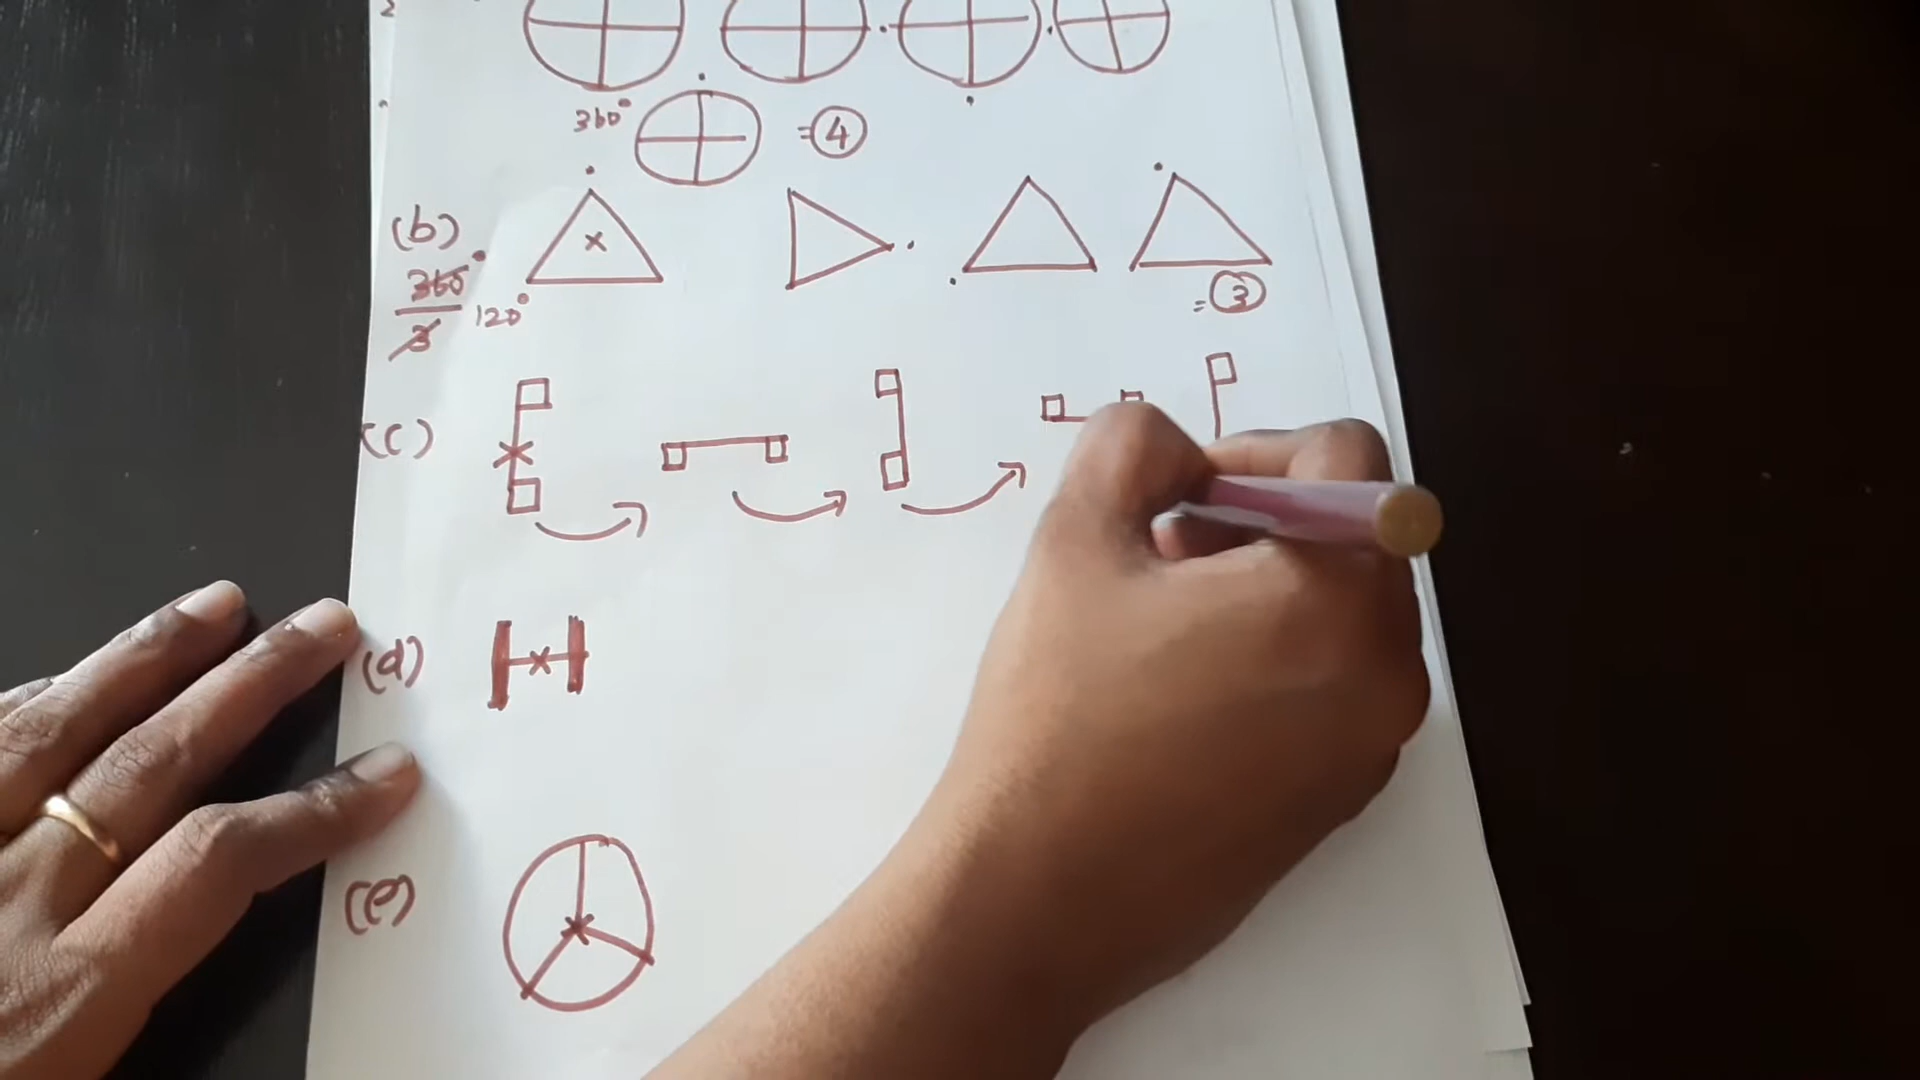 360°
= 4
(b)
360°
3
120°
= 3
(c)
(d)
(e)